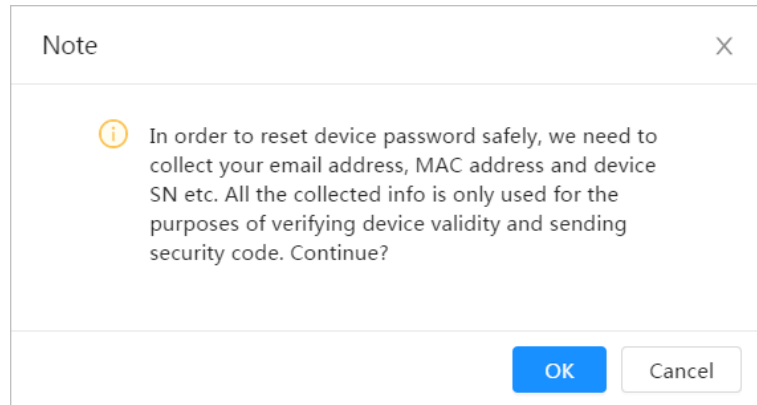 Note
In order to reset device password safely, we need to
collect your email address, MAC address and device
SN etc. All the collected info is only used for the
purposes of verifying device validity and sending
security code. Continue?
OK Cancel